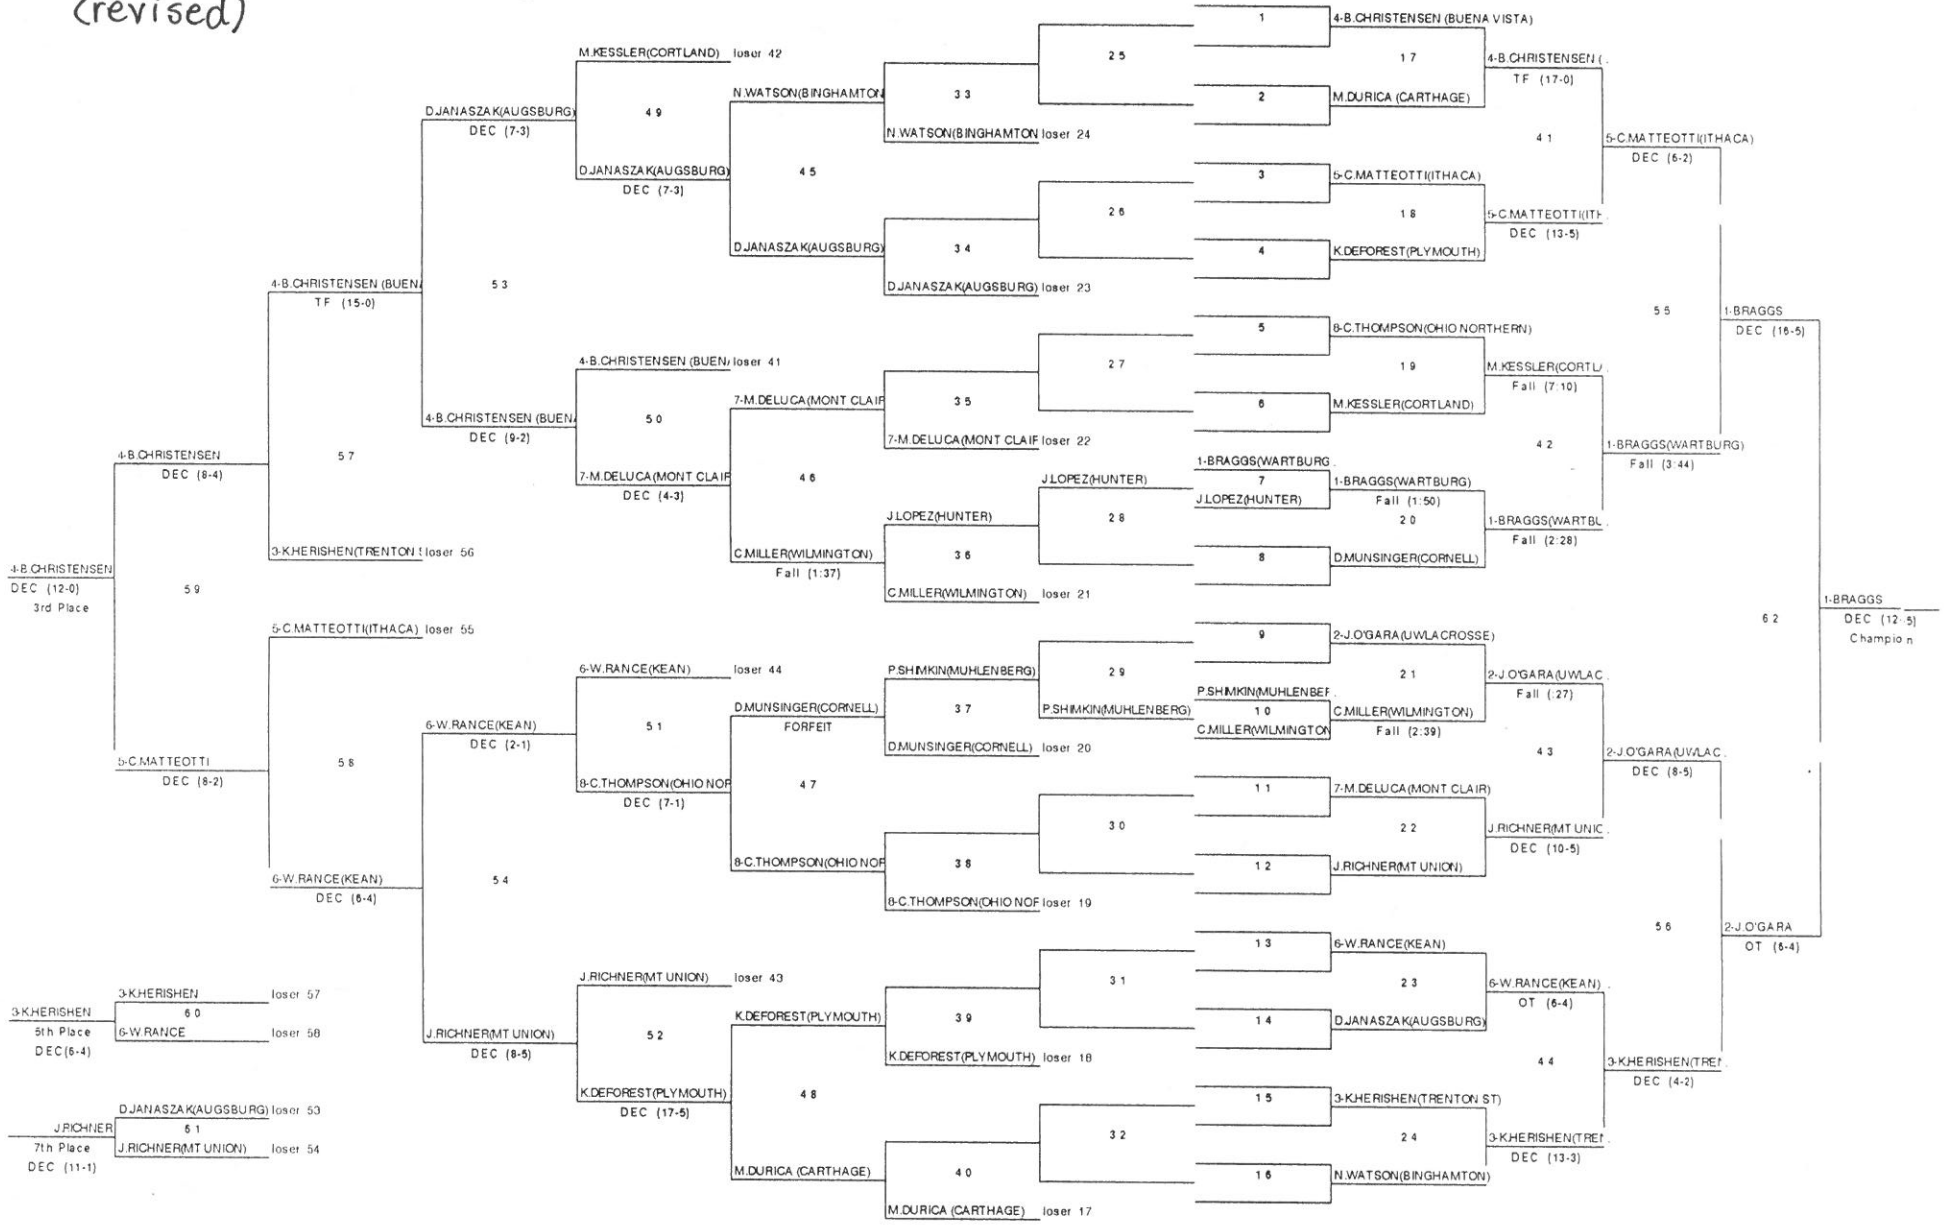 (revised)
1
4-B.CHRISTENSEN (BUENA VISTA)
25
17
4-B.CHRISTENSEN (
TF (17-0)
M.KESSLER(CORTLAND) loser 42
N.WATSON(BINGHAMTON
33
2
M.DURICA (CARTHAGE)
D.JANASZAK(AUGSBURG)
DEC (7-3)
49
N.WATSON(BINGHAMTON loser 24
41
5-C.MATTEOTTI(ITHACA)
DEC (6-2)
D.JANASZAK(AUGSBURG)
DEC (7-3)
45
3
5-C.MATTEOTTI(ITHACA)
26
18
5-C.MATTEOTTI(ITH
DEC (13-5)
D.JANASZAK(AUGSBURG)
34
4
K.DEFOREST(PLYMOUTH)
4-B.CHRISTENSEN (BUEN
TF (15-0)
53
D.JANASZAK(AUGSBURG) loser 23
55
1-BRAGGS
DEC (16-5)
5
8-C.THOMPSON(OHIO NORTHERN)
4-B.CHRISTENSEN (BUEN loser 41
27
19
M.KESSLER(CORTL
Fall (7:10)
7-M.DELUCA(MONT CLAIR
35
6
M.KESSLER(CORTLAND)
4-B.CHRISTENSEN (BUEN
DEC (9-2)
50
7-M.DELUCA(MONT CLAIR loser 22
42
1-BRAGGS(WARTBURG)
Fall (3:44)
4-B.CHRISTENSEN
DEC (8-4)
57
7-M.DELUCA(MONT CLAIR
DEC (4-3)
46
1-BRAGGS(WARTBURG
7
J.LOPEZ(HUNTER)
1-BRAGGS(WARTBURG)
Fall (1:50)
J.LOPEZ(HUNTER)
J.LOPEZ(HUNTER)
28
20
1-BRAGGS(WARTBU
Fall (2:28)
3-K.HERISHEN(TRENTON loser 56
C.MILLER(WILMINGTON)
Fall (1:37)
36
8
D.MUNSINGER(CORNELL)
4-B.CHRISTENSEN
DEC (12-0)
3rd Place
59
C.MILLER(WILMINGTON) loser 21
62
1-BRAGGS
DEC (12-5)
Champion
5-C.MATTEOTTI(ITHACA) loser 55
9
2-J.O'GARA(UWLACROSSE)
6-W.RANCE(KEAN) loser 44
P.SHIMKIN(MUHLENBERG)
29
21
2-J.O'GARA(UWLAC
Fall (:27)
P.SHIMKIN(MUHLENBER
10
C.MILLER(WILMINGTON
D.MUNSINGER(CORNELL)
FORFEIT
37
P.SHIMKIN(MUHLENBERG)
C.MILLER(WILMINGTON)
Fall (2:39)
6-W.RANCE(KEAN)
DEC (2-1)
51
D.MUNSINGER(CORNELL) loser 20
43
2-J.O'GARA(UWLAC
DEC (8-5)
5-C.MATTEOTTI
DEC (8-2)
58
8-C.THOMPSON(OHIO NOR
DEC (7-1)
47
11
7-M.DELUCA(MONT CLAIR)
30
22
J.RICHNER(MT UNIC
DEC (10-5)
8-C.THOMPSON(OHIO NOR
38
12
J.RICHNER(MT UNION)
6-W.RANCE(KEAN)
DEC (6-4)
54
8-C.THOMPSON(OHIO NOR loser 19
56
2-J.O'GARA
OT (6-4)
13
6-W.RANCE(KEAN)
J.RICHNER(MT UNION) loser 43
31
23
6-W.RANCE(KEAN)
OT (6-4)
3-K.HERISHEN loser 57
3-K.HERISHEN
60
5th Place
DEC(6-4)
6-W.RANCE loser 58
K.DEFOREST(PLYMOUTH)
39
14
D.JANASZAK(AUGSBURG)
J.RICHNER(MT UNION)
DEC (8-5)
52
K.DEFOREST(PLYMOUTH) loser 18
44
3-K.HERISHEN(TREN
DEC (4-2)
K.DEFOREST(PLYMOUTH)
DEC (17-5)
48
15
3-K.HERISHEN(TRENTON ST)
D.JANASZAK(AUGSBURG) loser 53
J.RICHNER
61
7th Place
DEC (11-1)
J.RICHNER(MT UNION) loser 54
32
24
3-K.HERISHEN(TREN
DEC (13-3)
M.DURICA (CARTHAGE)
40
16
N.WATSON(BINGHAMTON)
M.DURICA (CARTHAGE) loser 17